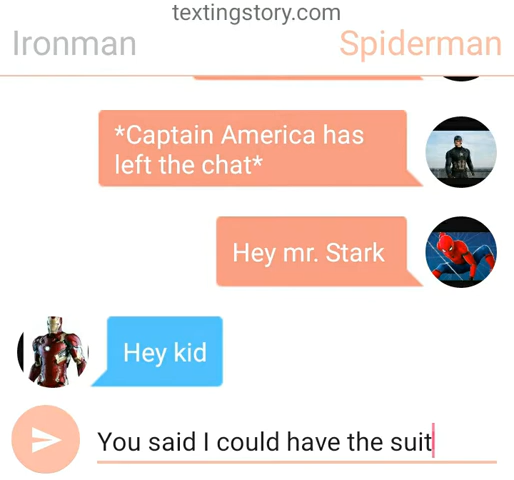 textingstory.com
Ironman
Spiderman
*Captain America has
left the chat*
Hey mr. Stark
Hey kid
You said I could have the suit